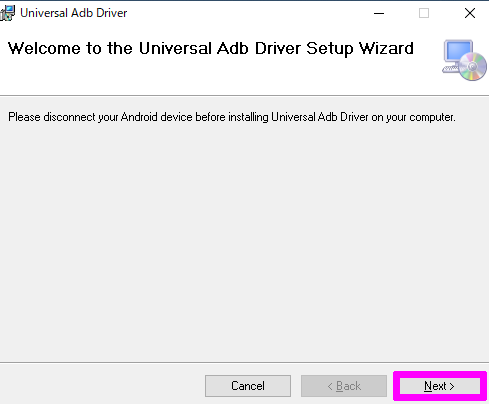 Universal Adb Driver
Welcome to the Universal Adb Driver Setup Wizard
Please disconnect your Android device before installing Universal Adb Driver on your computer.
Cancel
< Back
Next >